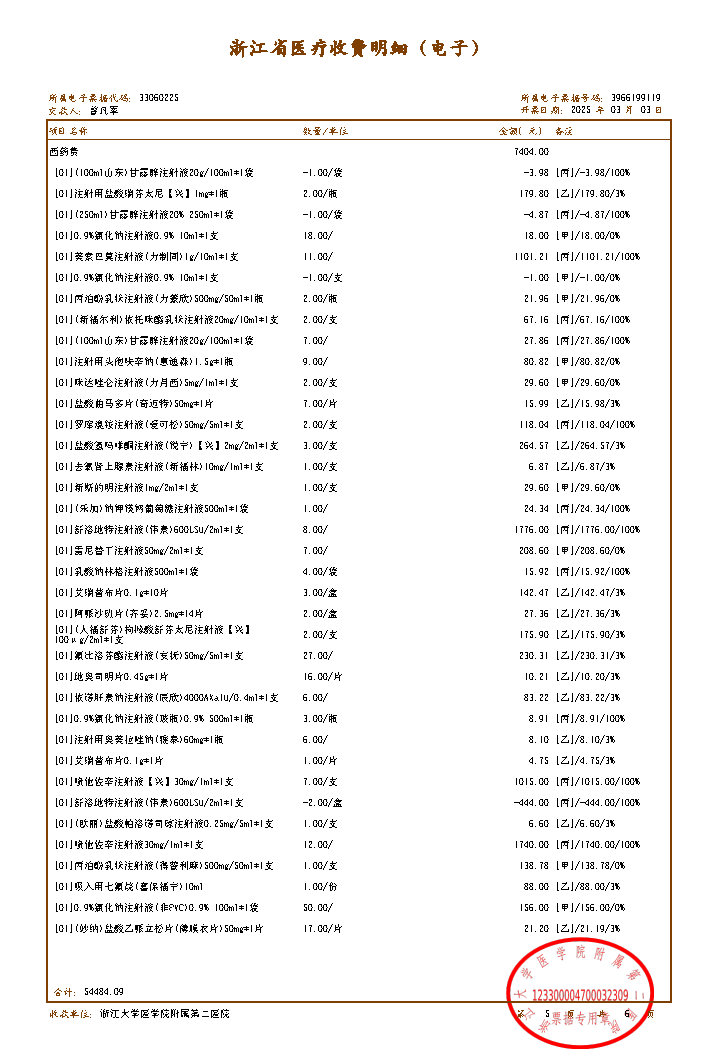 浙江省医疗收费明细（电子）
所属电子票据代码: 33060225
所属电子票据号码: 3966199119
交款人: 曾凡军
开票日期: 2025 年 03 月 03 日
项目名称 数量/单位 金额(元) 备注
西药费 7404.00
[01](100ml山东)甘露醇注射液20g/100ml*1袋 -1.00/袋 -3.98 [丙]/-3.98/100%
[01]注射用盐酸瑞芬太尼【兴】1mg*1瓶 2.00/瓶 179.80 [乙]/179.80/3%
[01](250ml)甘露醇注射液20% 250ml*1袋 -1.00/袋 -4.87 [丙]/-4.87/100%
[01]0.9%氯化钠注射液0.9% 10ml*1支 18.00/ 18.00 [甲]/18.00/0%
[01]英索巴莫注射液(力制同)1g/10ml*1支 11.00/ 1101.21 [丙]/1101.21/100%
[01]0.9%氯化钠注射液0.9% 10ml*1支 -1.00/支 -1.00 [甲]/-1.00/0%
[01]丙泊酚乳状注射液(力蒙欣)500mg/50ml*1瓶 2.00/瓶 21.96 [甲]/21.96/0%
[01](新福尔利)依托咪酯乳状注射液20mg/10ml*1支 2.00/支 67.16 [丙]/67.16/100%
[01](100ml山东)甘露醇注射液20g/100ml*1袋 7.00/ 27.86 [丙]/27.86/100%
[01]注射用头孢呋辛钠(惠逸森)1.5g*1瓶 9.00/ 80.82 [甲]/80.82/0%
[01]咪达唑仑注射液(力月西)5mg/1ml*1支 2.00/支 29.60 [甲]/29.60/0%
[01]盐酸曲马多片(奇迈特)50mg*1片 7.00/片 15.99 [乙]/15.98/3%
[01]罗库溴铵注射液(爱可松)50mg/5ml*1支 2.00/支 118.04 [丙]/118.04/100%
[01]盐酸氢吗啡酮注射液(锐宁)【兴】2mg/2ml*1支 3.00/支 264.57 [乙]/264.57/3%
[01]去氧肾上腺素注射液(新福林)10mg/1ml*1支 1.00/支 6.87 [乙]/6.87/3%
[01]新斯的明注射液1mg/2ml*1支 1.00/支 29.60 [甲]/29.60/0%
[01](乐加)钠钾镁钙葡萄糖注射液500ml*1袋 1.00/ 24.34 [丙]/24.34/100%
[01]舒洛地特注射液(伟素)600LSU/2ml*1支 8.00/ 1776.00 [丙]/1776.00/100%
[01]雷尼替丁注射液50mg/2ml*1支 7.00/ 208.60 [甲]/208.60/0%
[01]乳酸钠林格注射液500ml*1袋 4.00/袋 15.92 [丙]/15.92/100%
[01]艾瑞昔布片0.1g*10片 3.00/盒 142.47 [乙]/142.47/3%
[01]阿哌沙班片(齐妥)2.5mg*14片 2.00/盒 27.36 [乙]/27.36/3%
[01](人福舒芬)枸橼酸舒芬太尼注射液【兴】
100μg/2ml*1支 2.00/支 175.90 [乙]/175.90/3%
[01]氟比洛芬酯注射液(安抚)50mg/5ml*1支 27.00/ 230.31 [乙]/230.31/3%
[01]地奥司明片0.45g*1片 16.00/片 10.21 [乙]/10.20/3%
[01]依诺肝素钠注射液(辰欣)4000AXaIU/0.4ml*1支 6.00/ 83.22 [乙]/83.22/3%
[01]0.9%氯化钠注射液(玻瓶)0.9% 500ml*1瓶 3.00/瓶 8.91 [丙]/8.91/100%
[01]注射用奥美拉唑钠(锦泰)60mg*1瓶 6.00/ 8.10 [乙]/8.10/3%
[01]艾瑞昔布片0.1g*1片 1.00/片 4.75 [乙]/4.75/3%
[01]喷他佐辛注射液【兴】30mg/1ml*1支 7.00/支 1015.00 [丙]/1015.00/100%
[01]舒洛地特注射液(伟素)600LSU/2ml*1支 -2.00/盒 -444.00 [丙]/-444.00/100%
[01](欧丽)盐酸帕洛诺司琼注射液0.25mg/5ml*1支 1.00/支 6.60 [乙]/6.60/3%
[01]喷他佐辛注射液30mg/1ml*1支 12.00/ 1740.00 [丙]/1740.00/100%
[01]丙泊酚乳状注射液(得普利麻)500mg/50ml*1支 1.00/支 138.78 [甲]/138.78/0%
[01]吸入用七氟烷(喜保福宁)10ml 1.00/份 88.00 [乙]/88.00/3%
[01]0.9%氯化钠注射液(非PVC)0.9% 100ml*1袋 50.00/ 156.00 [甲]/156.00/0%
[01](妙纳)盐酸乙哌立松片(薄膜衣片)50mg*1片 17.00/片 21.20 [乙]/21.19/3%
合计: 54484.09
收款单位: 浙江大学医学院附属第二医院
第 5 页 共 6 页
浙江大学医学院附属第二医院
123300004700032309
票据专用章